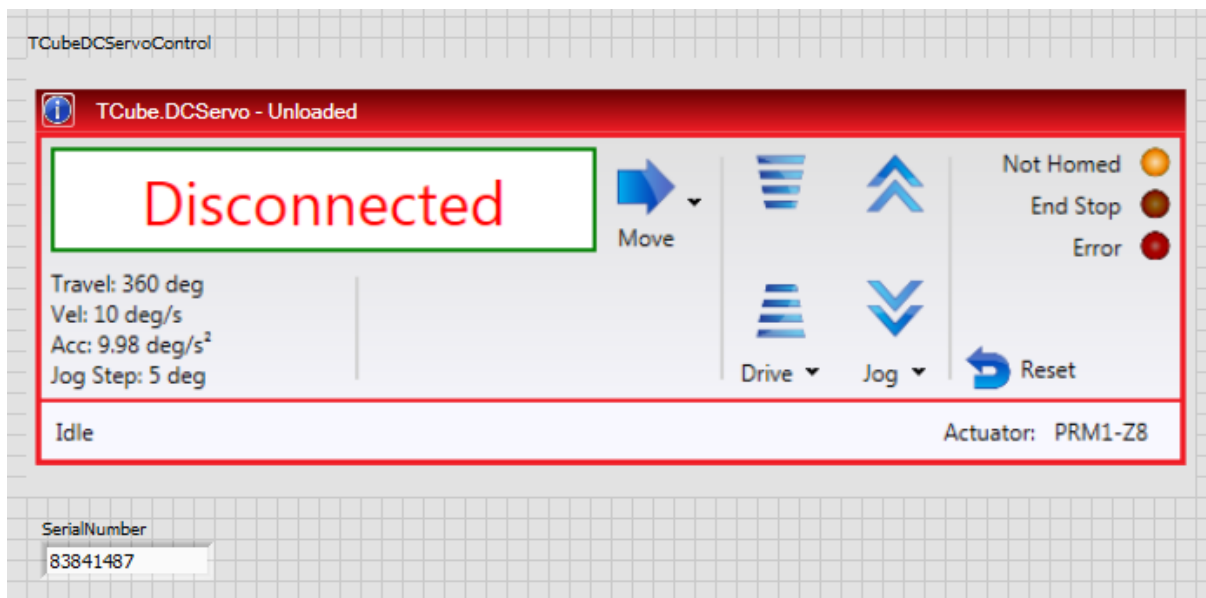 TCubeDCServoControl
TCube.DCServo - Unloaded
Disconnected
Move
Not Homed
End Stop
Error
Travel: 360 deg
Vel: 10 deg/s
Acc: 9.98 deg/s²
Jog Step: 5 deg
Drive
Jog
Reset
Idle
Actuator: PRM1-Z8
SerialNumber
83841487